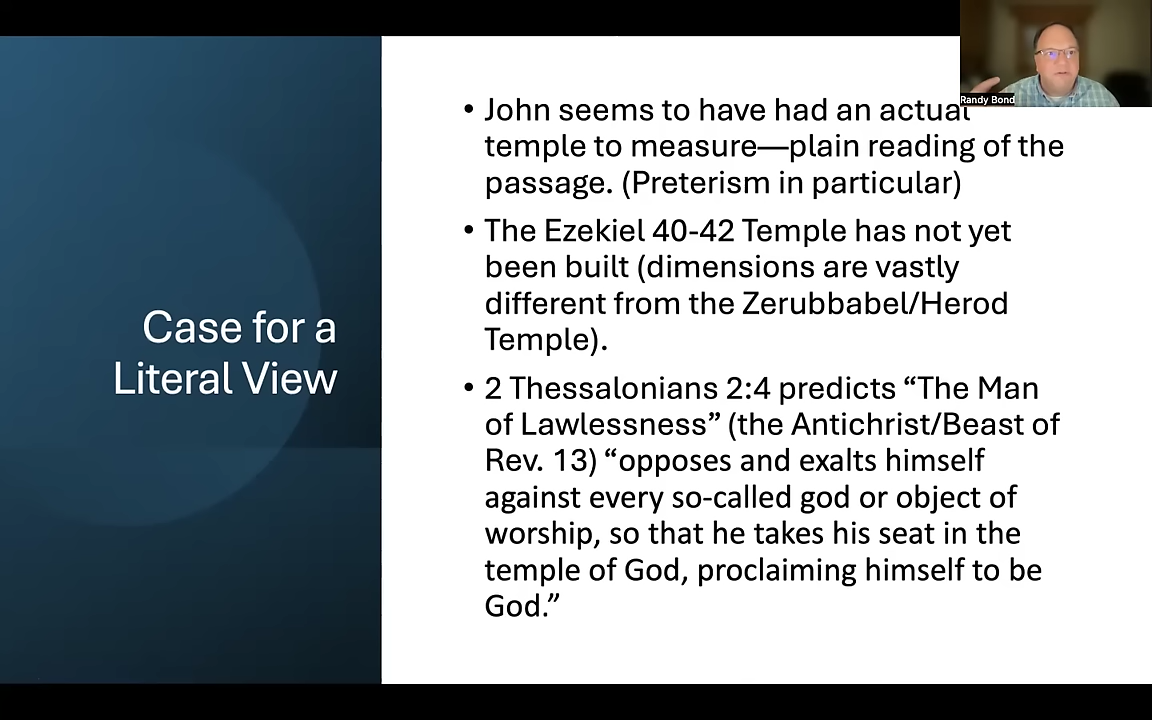 Randy Bond
Case for a
Literal View
• John seems to have had an actual
temple to measure—plain reading of the
passage. (Preterism in particular)
• The Ezekiel 40-42 Temple has not yet
been built (dimensions are vastly
different from the Zerubbabel/Herod
Temple).
• 2 Thessalonians 2:4 predicts “The Man
of Lawlessness” (the Antichrist/Beast of
Rev. 13) “opposes and exalts himself
against every so-called god or object of
worship, so that he takes his seat in the
temple of God, proclaiming himself to be
God.”